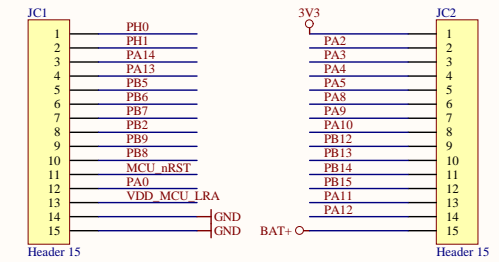 JC1
PH0
1
PH1
2
PA14
3
PA13
4
PB5
5
PB6
6
PB7
7
PB2
8
PB9
9
PB8
10
MCU_nRST
11
PA0
12
VDD_MCU_LRA
13
14 GND
15 GND
Header 15
JC2
3V3
1
PA2
2
PA3
3
PA4
4
PA5
5
PA8
6
PA9
7
PA10
8
PB12
9
PB13
10
PB14
11
PB15
12
PA11
13
PA12
14
BAT+ 15
Header 15